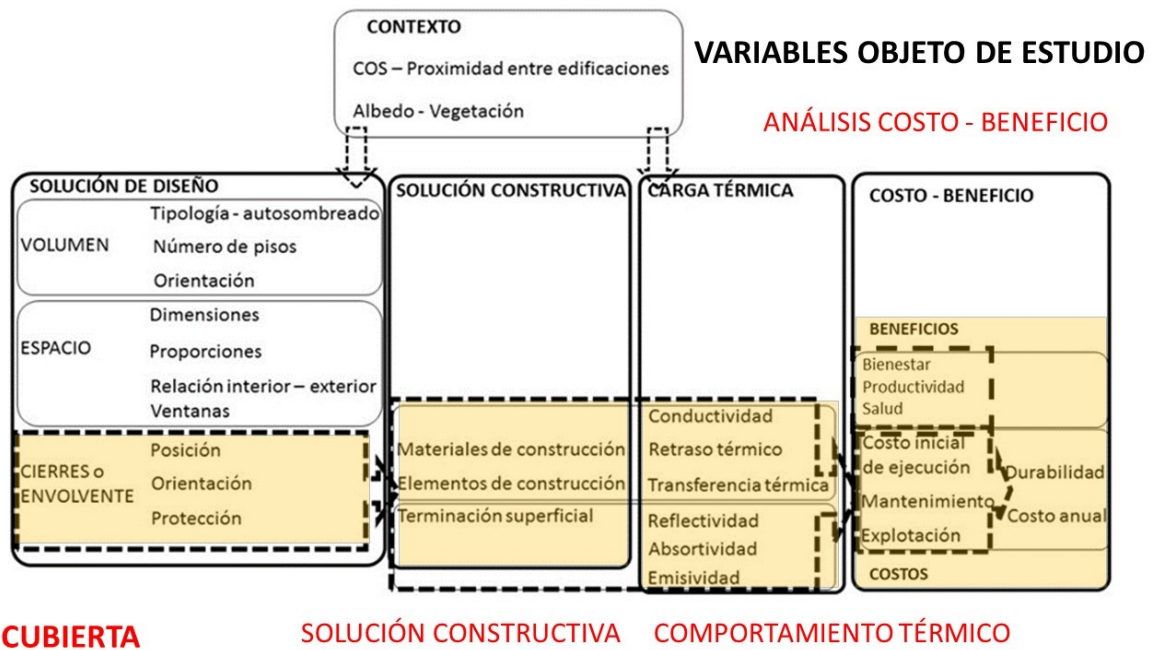 CONTEXTO
COS – Proximidad entre edificaciones
Albedo - Vegetación
VARIABLES OBJETO DE ESTUDIO
ANÁLISIS COSTO - BENEFICIO
SOLUCIÓN DE DISEÑO
VOLUMEN
Tipología - autosombreado
Número de pisos
Orientación
ESPACIO
Dimensiones
Proporciones
Relación interior – exterior
Ventanas
CIERRES o
ENVOLVENTE
Posición
Orientación
Protección
SOLUCIÓN CONSTRUCTIVA
Materiales de construcción
Elementos de construcción
Terminación superficial
CARGA TÉRMICA
Conductividad
Retraso térmico
Transferencia térmica
Reflectividad
Absortividad
Emisividad
COSTO - BENEFICIO
BENEFICIOS
Bienestar
Productividad
Salud
Costo inicial
de ejecución
Mantenimiento
Explotación
Durabilidad
Costo anual
COSTOS
CUBIERTA
SOLUCIÓN CONSTRUCTIVA
COMPORTAMIENTO TÉRMICO